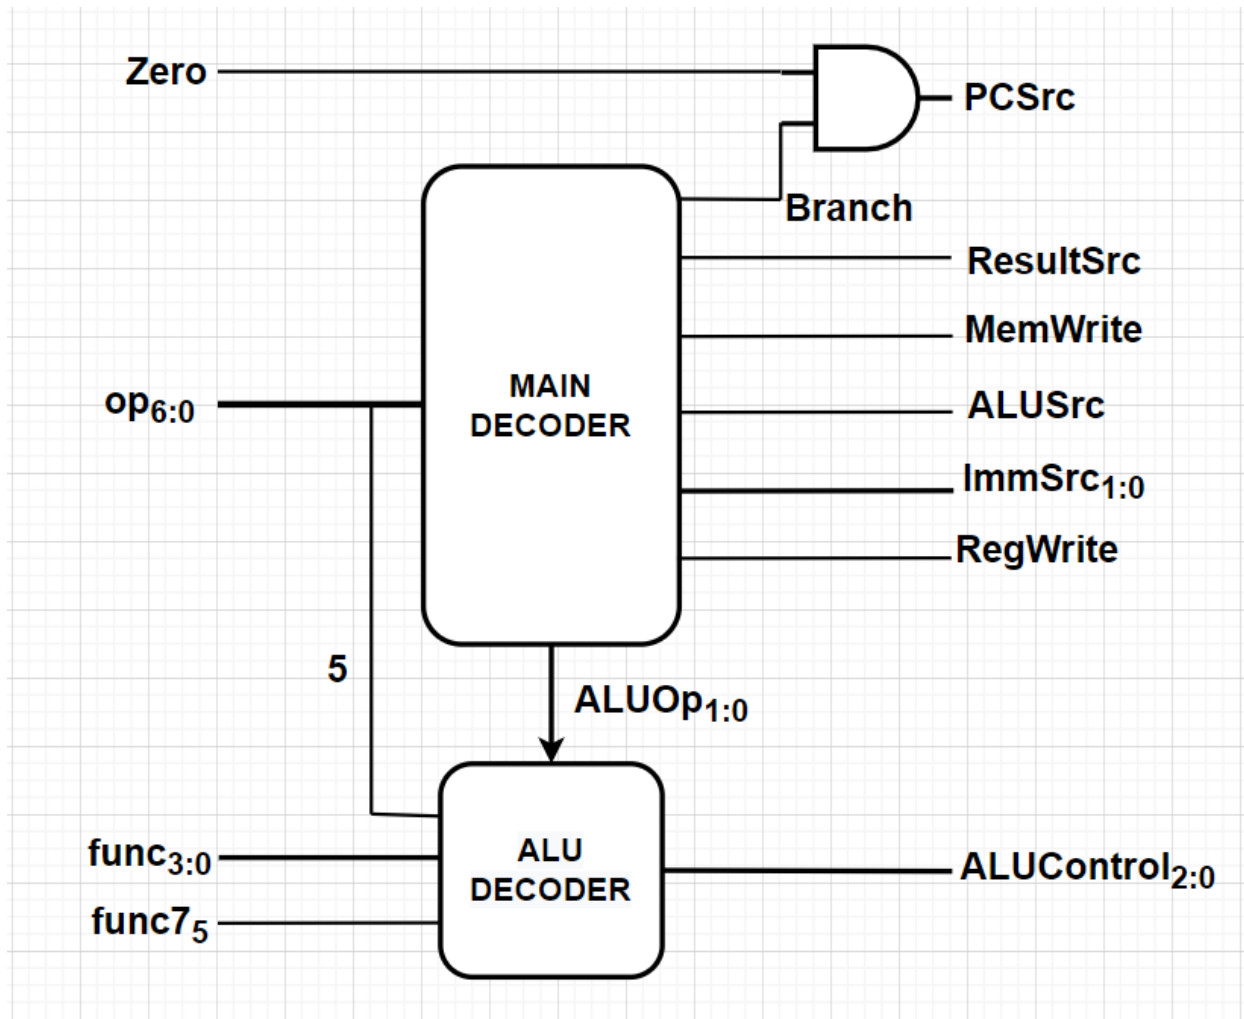 Zero
PCSrc
Branch
ResultSrc
MemWrite
MAIN
DECODER
op6:0
ALUSrc
ImmSrc1:0
RegWrite
5
ALUOp1:0
func3:0
ALU
DECODER
ALUControl2:0
func75